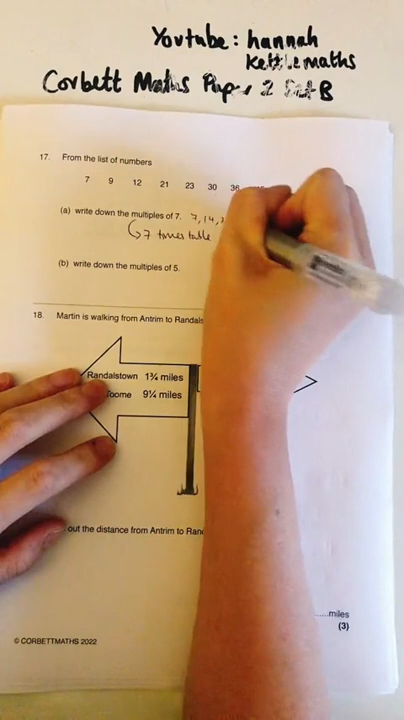 Youtube: hannah
kettlemaths
Corbett Maths Paper 2 Set B
17. From the list of numbers
7 9 12 21 23 30 36
(a) write down the multiples of 7. 7, 14,
7 times table
(b) write down the multiples of 5.
18. Martin is walking from Antrim to Randals
Randalstown 1¾ miles
Toome 9¼ miles
out the distance from Antrim to Ran
......miles
(3)
© CORBETTMATHS 2022